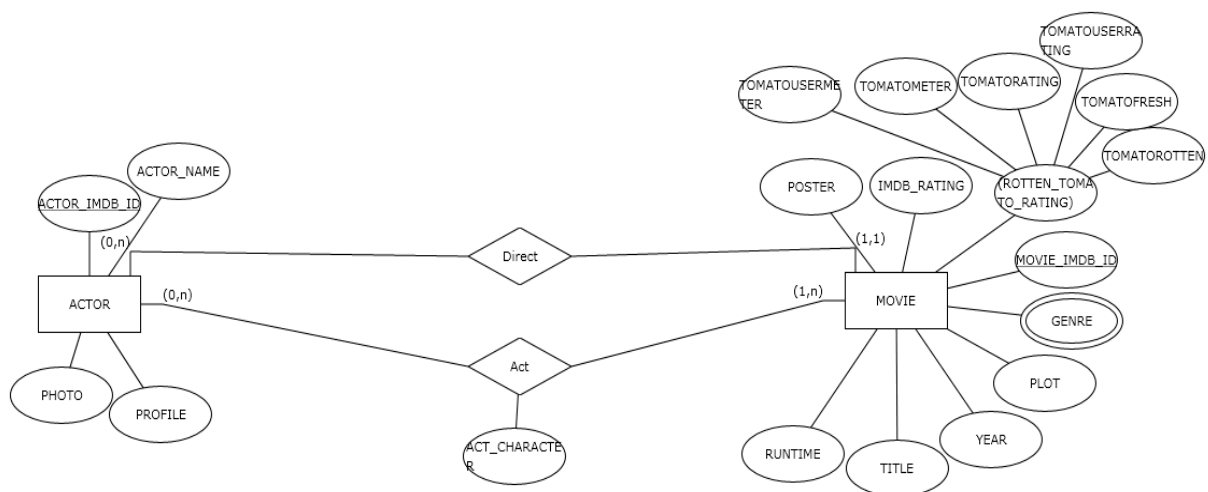 TOMATOUSERRA
TING
TOMATOUSERME
TER
TOMATOMETER
TOMATORATING
TOMATOFRESH
TOMATOROTTEN
ACTOR_NAME
POSTER
IMDB_RATING
(ROTTEN_TOMA
TO_RATING)
ACTOR_IMDB_ID
(0,n)
(1,1)
Direct
MOVIE_IMDB_ID
ACTOR
(0,n)
(1,n)
MOVIE
GENRE
Act
PLOT
PHOTO
PROFILE
ACT_CHARACTE
R
RUNTIME
TITLE
YEAR